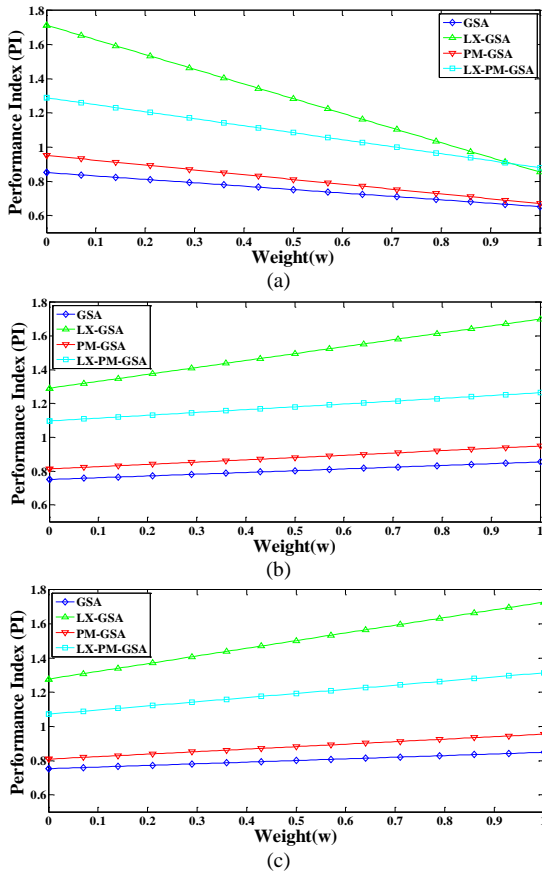 1.8
1.6
1.4
1.2
1
0.8
0.6
Performance Index (PI)
GSA
LX-GSA
PM-GSA
LX-PM-GSA
0 0.1 0.2 0.3 0.4 0.5 0.6 0.7 0.8 0.9 1
Weight(w)
(a)
1.8
1.6
1.4
1.2
1
0.8
0.6
Performance Index (PI)
GSA
LX-GSA
PM-GSA
LX-PM-GSA
0 0.1 0.2 0.3 0.4 0.5 0.6 0.7 0.8 0.9 1
Weight(w)
(b)
1.8
1.6
1.4
1.2
1
0.8
0.6
Performance Index (PI)
GSA
LX-GSA
PM-GSA
LX-PM-GSA
0 0.1 0.2 0.3 0.4 0.5 0.6 0.7 0.8 0.9 1
Weight(w)
(c)